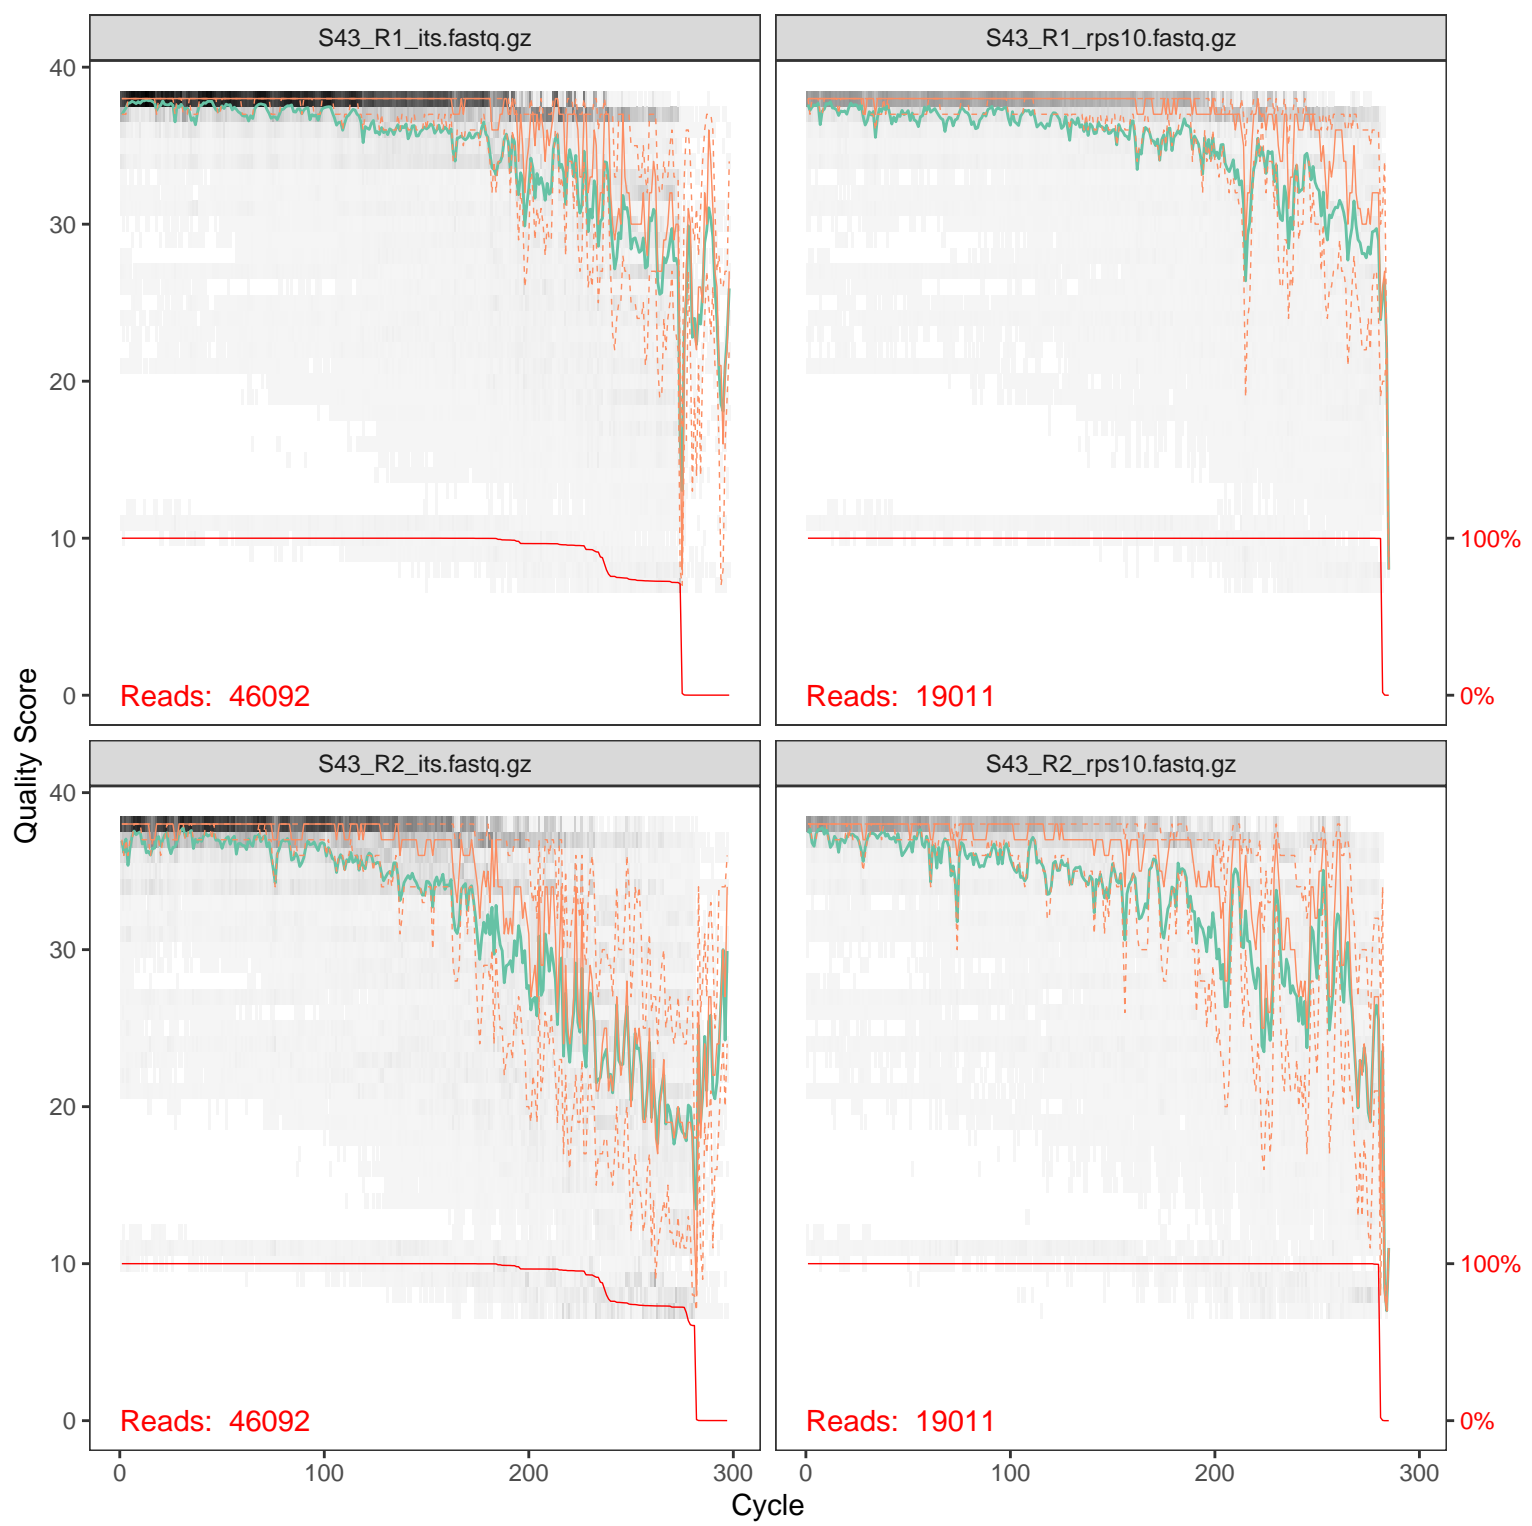 S43_R1_its.fastq.gz
S43_R1_rps10.fastq.gz
40
30
20
10
0
100%
0%
Reads: 46092
Reads: 19011
S43_R2_its.fastq.gz
S43_R2_rps10.fastq.gz
40
30
20
10
0
100%
0%
Reads: 46092
Reads: 19011
0 100 200 300
0 100 200 300
Cycle
Quality Score